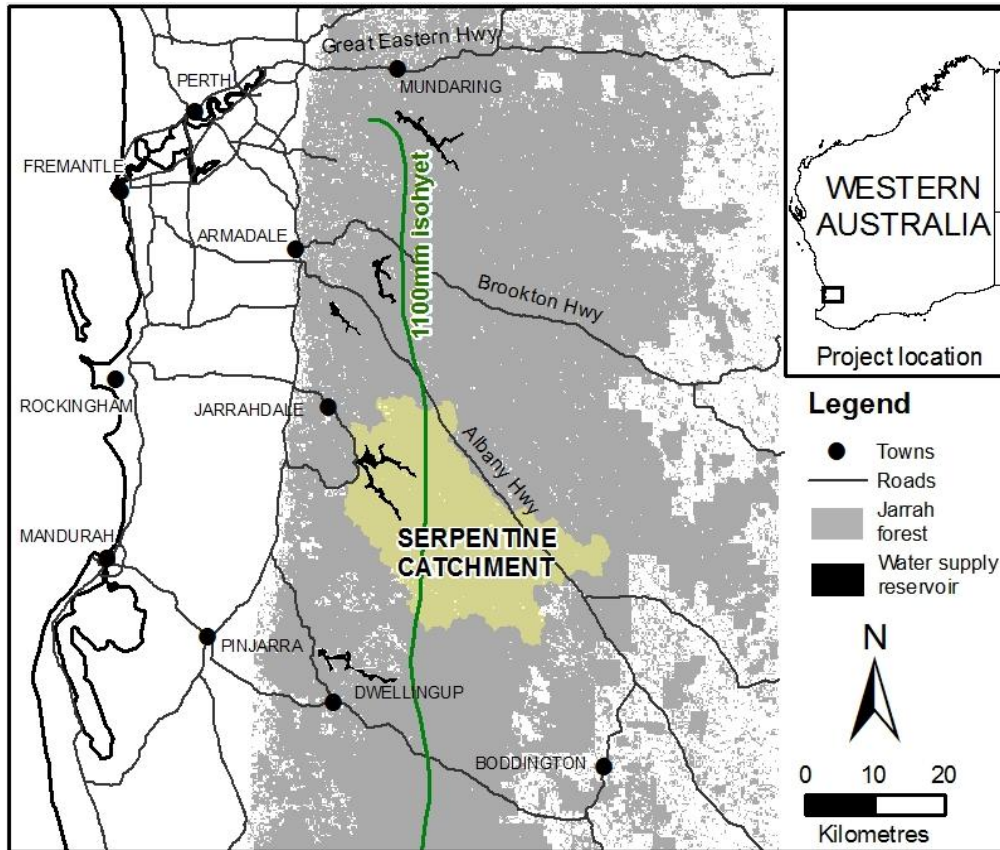 Great Eastern Hwy
PERTH
MUNDARING
FREMANTLE
1100mm isohyet
ARMADALE
Brookton Hwy
ROCKINGHAM
JARRAHDALE
Albany Hwy
MANDURAH
SERPENTINE
CATCHMENT
PINJARRA
DWELLINGUP
BODDINGTON
WESTERN
AUSTRALIA
Project location
Legend
Towns
Roads
Jarrah
forest
Water supply
reservoir
N
0 10 20
Kilometres